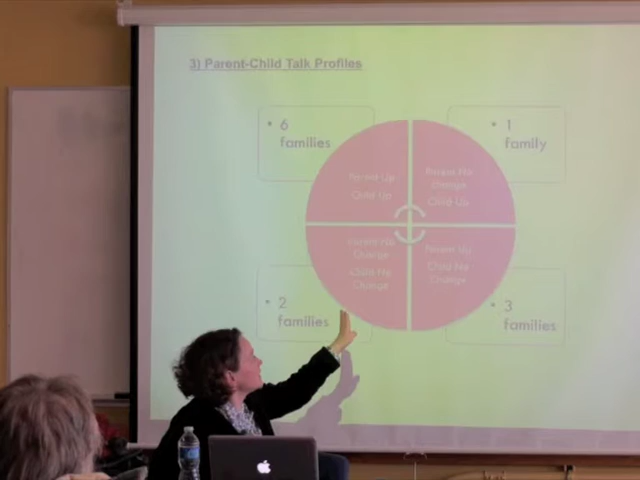 3) Parent-Child Talk Profiles
• 6
families
• 1
family
Parent Up
Child Up
Parent No
change
Child Up
Parent No
Change
Child No
Change
Parent Up
Child No
Change
• 2
families
• 3
families